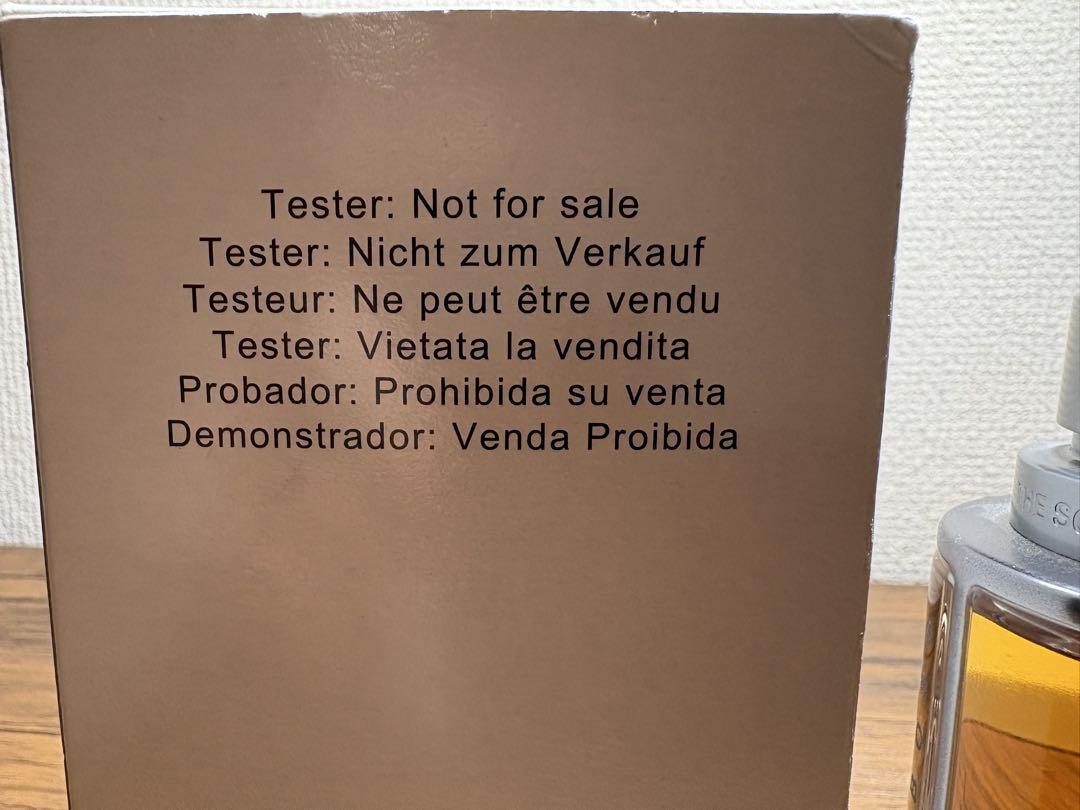 Tester: Not for sale
Tester: Nicht zum Verkauf
Testeur: Ne peut être vendu
Tester: Vietata la vendita
Probador: Prohibida su venta
Demonstrador: Venda Proibida
THE